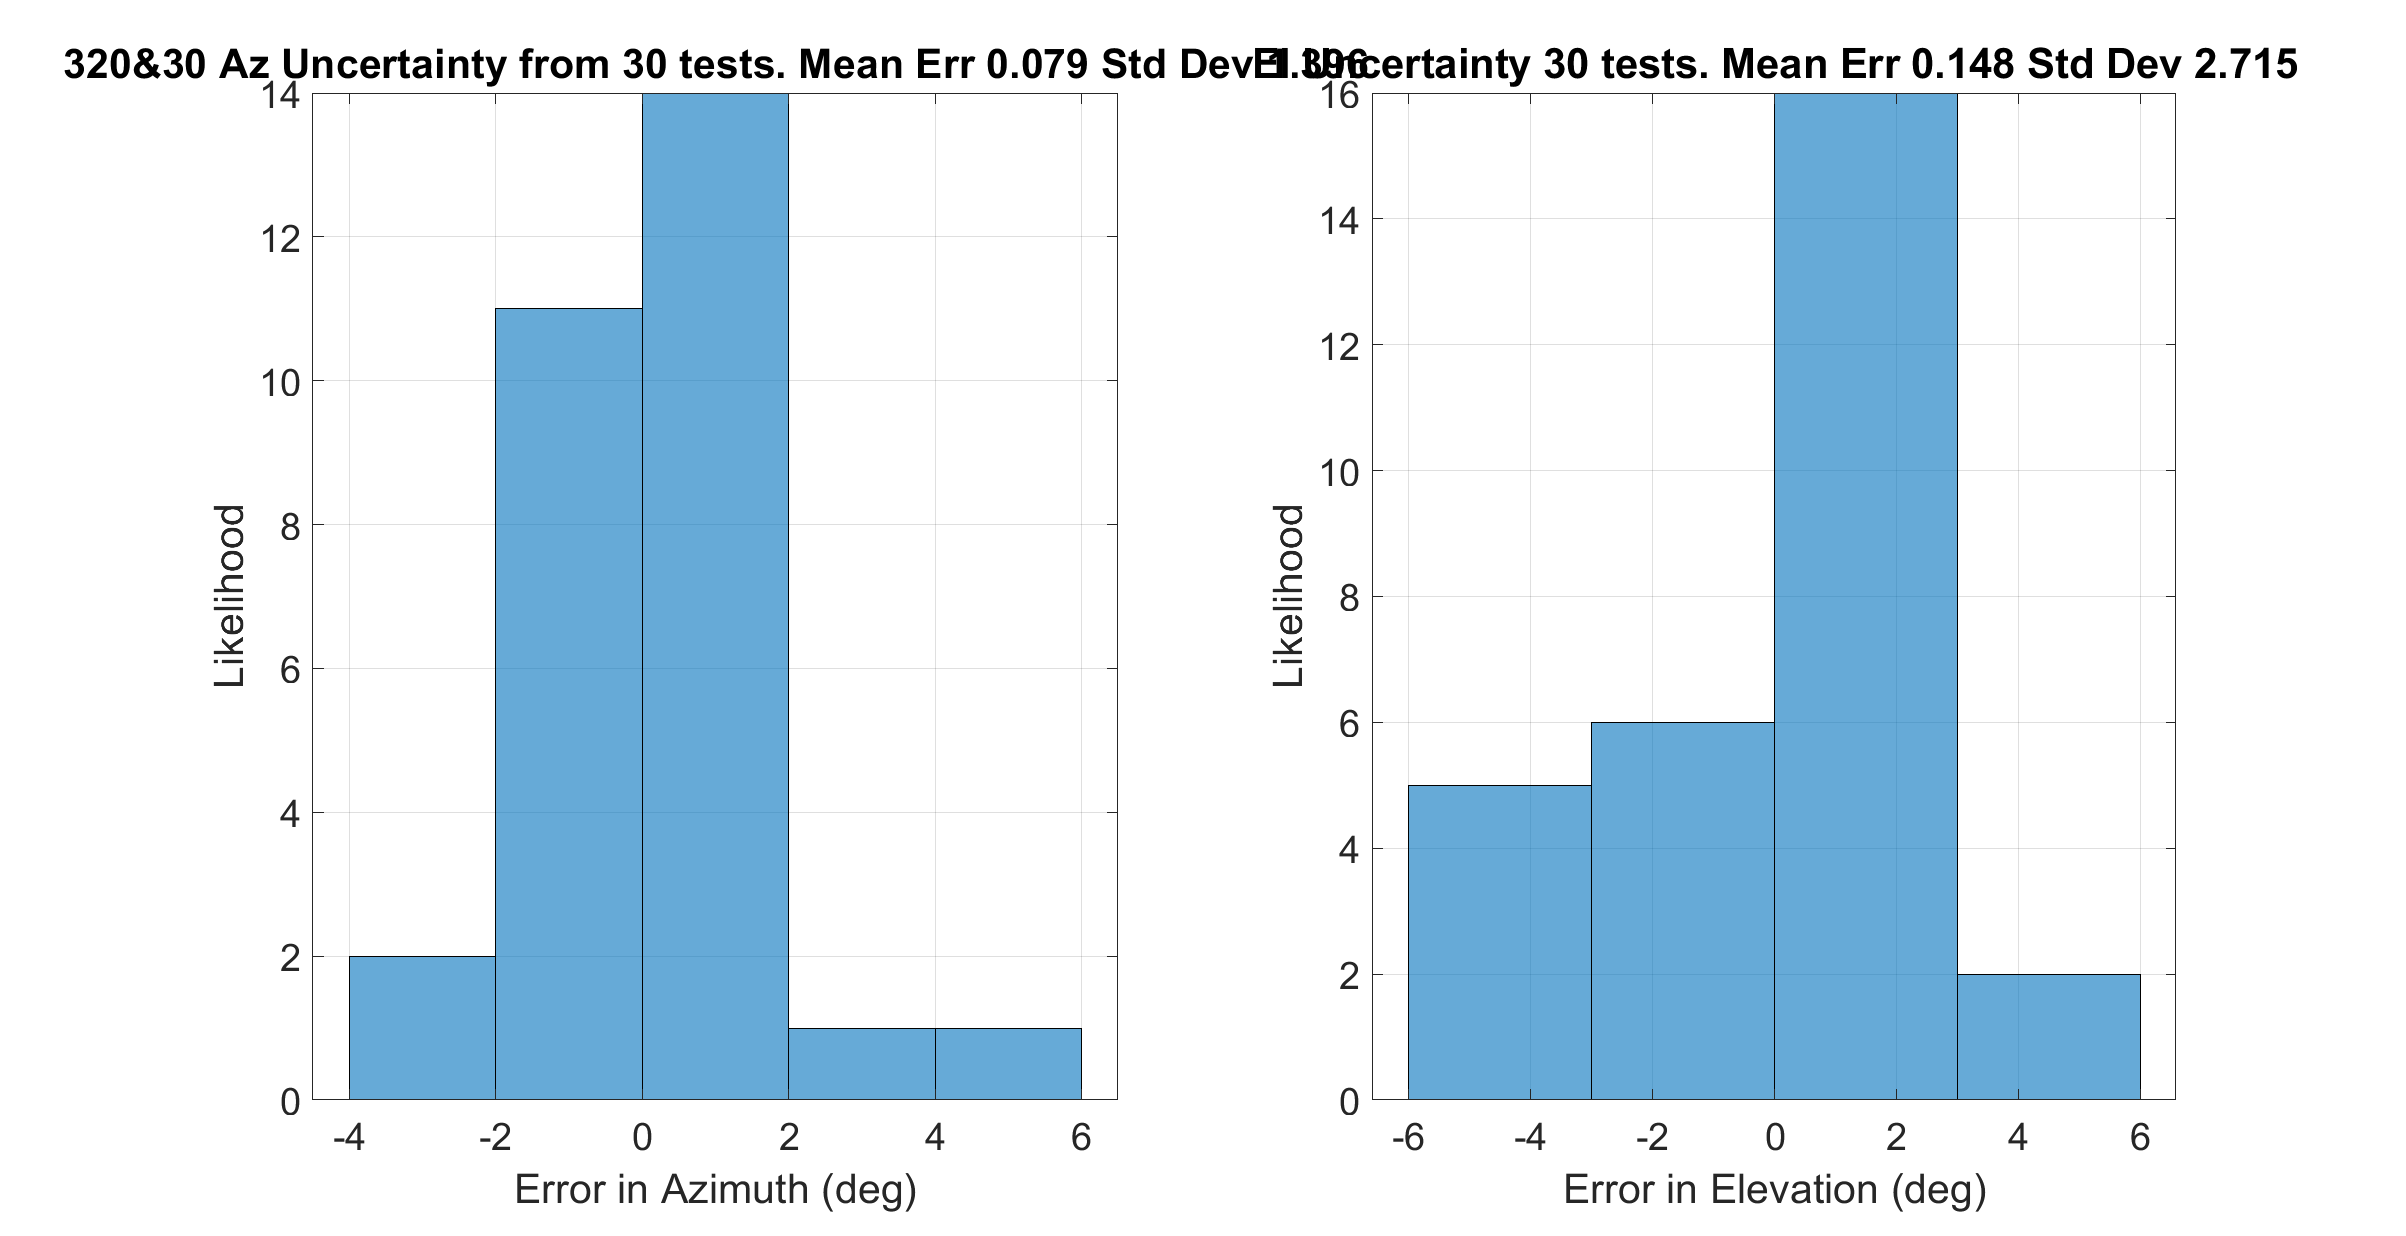 320&30 Az Uncertainty from 30 tests. Mean Err 0.079 Std Dev 1.396
El Uncertainty 30 tests. Mean Err 0.148 Std Dev 2.715
14
12
10
8
6
4
2
0
Likelihood
-4 -2 0 2 4 6
Error in Azimuth (deg)
16
14
12
10
8
6
4
2
0
Likelihood
-6 -4 -2 0 2 4 6
Error in Elevation (deg)